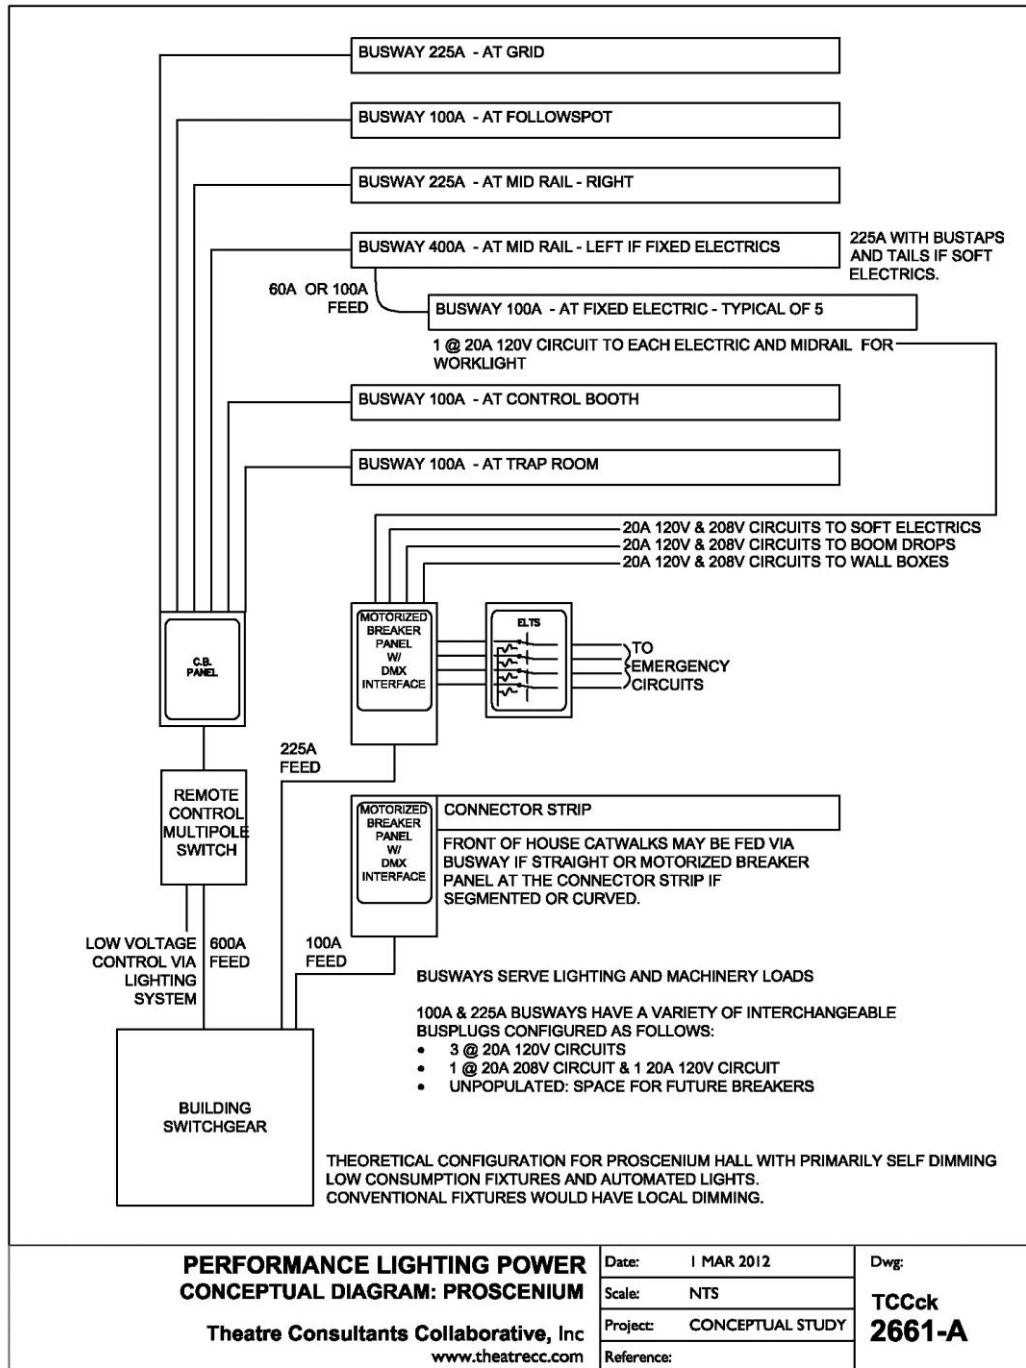 BUSWAY 225A - AT GRID
BUSWAY 100A - AT FOLLOWSPOT
BUSWAY 225A - AT MID RAIL - RIGHT
BUSWAY 400A - AT MID RAIL - LEFT IF FIXED ELECTRICS
225A WITH BUSTAPS
AND TAILS IF SOFT
ELECTRICS.
60A OR 100A
FEED
BUSWAY 100A - AT FIXED ELECTRIC - TYPICAL OF 5
1 @ 20A 120V CIRCUIT TO EACH ELECTRIC AND MIDRAIL FOR
WORKLIGHT
BUSWAY 100A - AT CONTROL BOOTH
BUSWAY 100A - AT TRAP ROOM
20A 120V & 208V CIRCUITS TO SOFT ELECTRICS
20A 120V & 208V CIRCUITS TO BOOM DROPS
20A 120V & 208V CIRCUITS TO WALL BOXES
C.B.
PANEL
MOTORIZED
BREAKER
PANEL
W/
DMX
INTERFACE
ELTS
TO
EMERGENCY
CIRCUITS
225A
FEED
REMOTE
CONTROL
MULTIPOLE
SWITCH
MOTORIZED
BREAKER
PANEL
W/
DMX
INTERFACE
CONNECTOR STRIP
FRONT OF HOUSE CATWALKS MAY BE FED VIA
BUSWAY IF STRAIGHT OR MOTORIZED BREAKER
PANEL AT THE CONNECTOR STRIP IF
SEGMENTED OR CURVED.
LOW VOLTAGE
CONTROL VIA
LIGHTING
SYSTEM
600A
FEED
100A
FEED
BUSWAYS SERVE LIGHTING AND MACHINERY LOADS
100A & 225A BUSWAYS HAVE A VARIETY OF INTERCHANGEABLE
BUSPLUGS CONFIGURED AS FOLLOWS:
• 3 @ 20A 120V CIRCUITS
• 1 @ 20A 208V CIRCUIT & 1 20A 120V CIRCUIT
• UNPOPULATED: SPACE FOR FUTURE BREAKERS
BUILDING
SWITCHGEAR
THEORETICAL CONFIGURATION FOR PROSCENIUM HALL WITH PRIMARILY SELF DIMMING
LOW CONSUMPTION FIXTURES AND AUTOMATED LIGHTS.
CONVENTIONAL FIXTURES WOULD HAVE LOCAL DIMMING.
PERFORMANCE LIGHTING POWER
CONCEPTUAL DIAGRAM: PROSCENIUM
Theatre Consultants Collaborative, Inc
www.theatrecc.com
Date: 1 MAR 2012
Scale: NTS
Project: CONCEPTUAL STUDY
Reference:
Dwg:
TCCck
2661-A